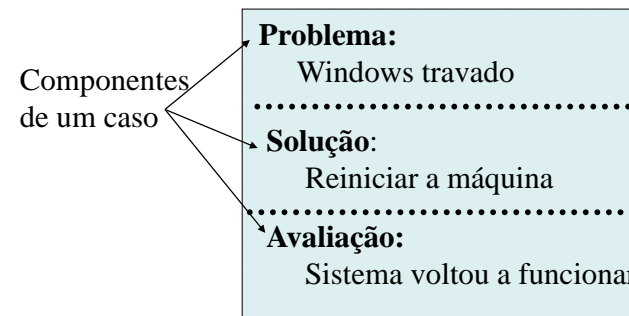 Componentes
de um caso
Problema:
Windows travado
Solução:
Reiniciar a máquina
Avaliação:
Sistema voltou a funcionar